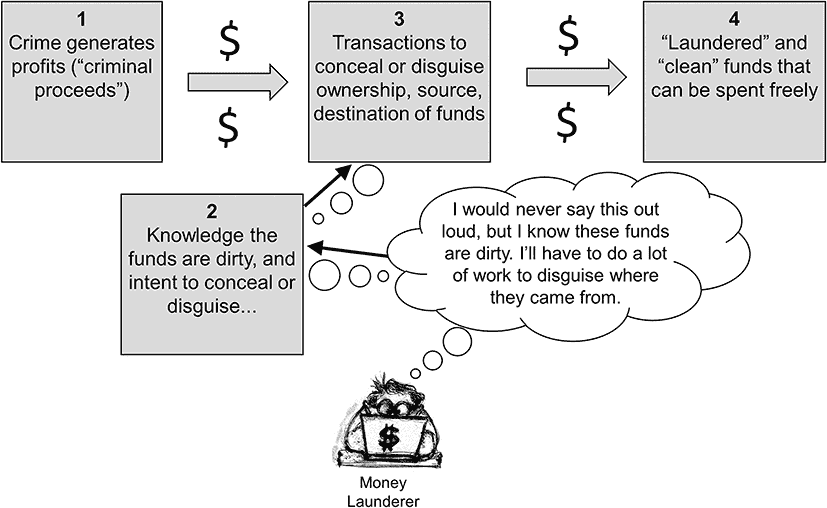 1
Crime generates
profits (“criminal
proceeds”)
$
$
3
Transactions to
conceal or disguise
ownership, source,
destination of funds
$
$
4
“Laundered” and
“clean” funds that
can be spent freely
2
Knowledge the
funds are dirty, and
intent to conceal or
disguise...
I would never say this out
loud, but I know these funds
are dirty. I’ll have to do a lot
of work to disguise where
they came from.
$
Money
Launderer